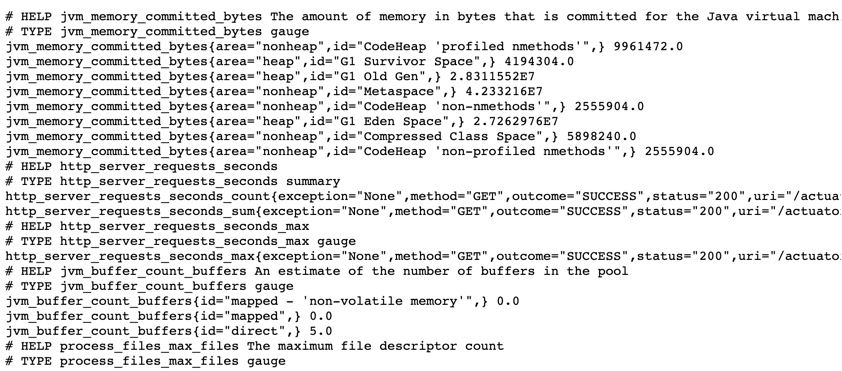 # HELP jvm_memory_committed_bytes The amount of memory in bytes that is committed for the Java virtual mach
# TYPE jvm_memory_committed_bytes gauge
jvm_memory_committed_bytes{area="nonheap",id="CodeHeap 'profiled nmethods'",} 9961472.0
jvm_memory_committed_bytes{area="heap",id="G1 Survivor Space",} 4194304.0
jvm_memory_committed_bytes{area="heap",id="G1 Old Gen",} 2.8311552E7
jvm_memory_committed_bytes{area="nonheap",id="Metaspace",} 4.233216E7
jvm_memory_committed_bytes{area="nonheap",id="CodeHeap 'non-nmethods'",} 2555904.0
jvm_memory_committed_bytes{area="heap",id="G1 Eden Space",} 2.7262976E7
jvm_memory_committed_bytes{area="nonheap",id="Compressed Class Space",} 5898240.0
jvm_memory_committed_bytes{area="nonheap",id="CodeHeap 'non-profiled nmethods'",} 2555904.0
# HELP http_server_requests_seconds
# TYPE http_server_requests_seconds summary
http_server_requests_seconds_count{exception="None",method="GET",outcome="SUCCESS",status="200",uri="/actua
http_server_requests_seconds_sum{exception="None",method="GET",outcome="SUCCESS",status="200",uri="/actuato
# HELP http_server_requests_seconds_max
# TYPE http_server_requests_seconds_max gauge
http_server_requests_seconds_max{exception="None",method="GET",outcome="SUCCESS",status="200",uri="/actuato
# HELP jvm_buffer_count_buffers An estimate of the number of buffers in the pool
# TYPE jvm_buffer_count_buffers gauge
jvm_buffer_count_buffers{id="mapped - 'non-volatile memory'",} 0.0
jvm_buffer_count_buffers{id="mapped",} 0.0
jvm_buffer_count_buffers{id="direct",} 5.0
# HELP process_files_max_files The maximum file descriptor count
# TYPE process_files_max_files gauge